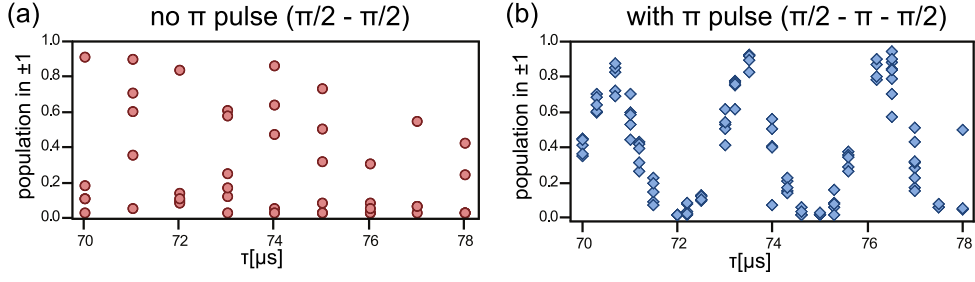 (a) no π pulse (π/2 - π/2)
population in ±1
1.0
0.8
0.6
0.4
0.2
0.0
70 72 74 76 78
τ[µs]
(b) with π pulse (π/2 - π - π/2)
population in ±1
1.0
0.8
0.6
0.4
0.2
0.0
70 72 74 76 78
τ[µs]